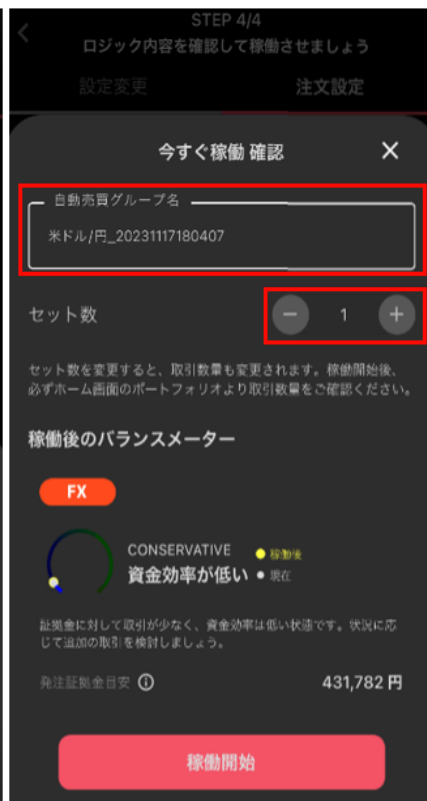 STEP 4/4
ロジック内容を確認して稼働させましょう
設定変更 注文設定
今すぐ稼働 確認 ×
自動売買グループ名
米ドル/円_20231117180407
セット数 − 1 +
セット数を変更すると、取引数量も変更されます。稼働開始後、
必ずホーム画面のポートフォリオより取引数量をご確認ください。
稼働後のバランスメーター
FX
CONSERVATIVE 稼働後
資金効率が低い 現在
証拠金に対して取引が少なく、資金効率は低い状態です。状況に応
じて追加の取引を検討しましょう。
発注証拠金目安 431,782 円
稼働開始